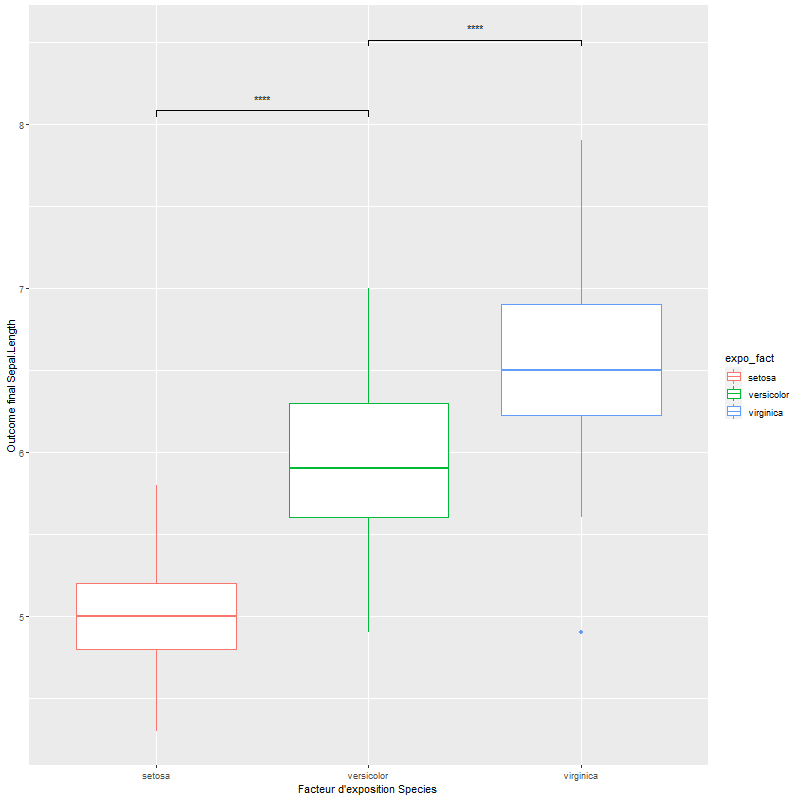 ****
****
8
7
6
5
Outcome final Sepal.Length
setosa
versicolor
virginica
Facteur d'exposition Species
expo_fact
setosa
versicolor
virginica